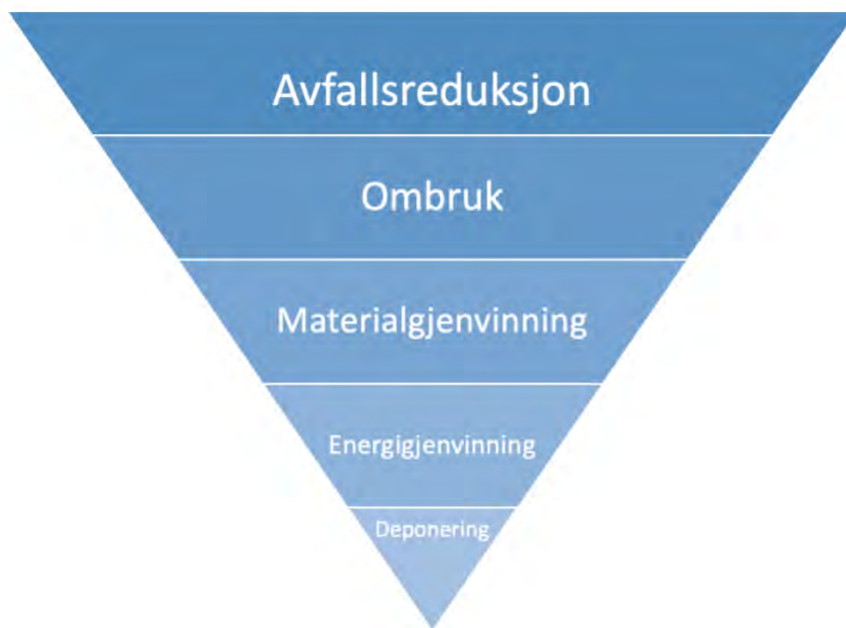 Avfallsreduksjon
Ombruk
Materialgjenvinning
Energigjenvinning
Deponering